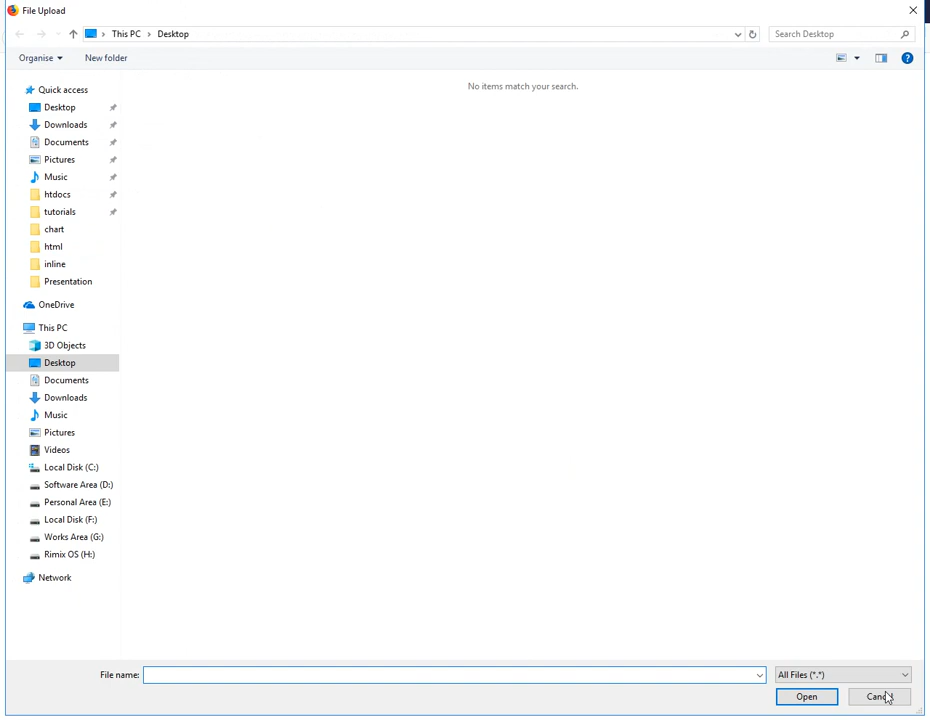 File Upload
This PC > Desktop
Search Desktop
Organise
New folder
No items match your search.
Quick access
Desktop
Downloads
Documents
Pictures
Music
htdocs
tutorials
chart
html
inline
Presentation
OneDrive
This PC
3D Objects
Desktop
Documents
Downloads
Music
Pictures
Videos
Local Disk (C:)
Software Area (D:)
Personal Area (E:)
Local Disk (F:)
Works Area (G:)
Rimix OS (H:)
Network
File name:
All Files (*.*)
Open
Cancel